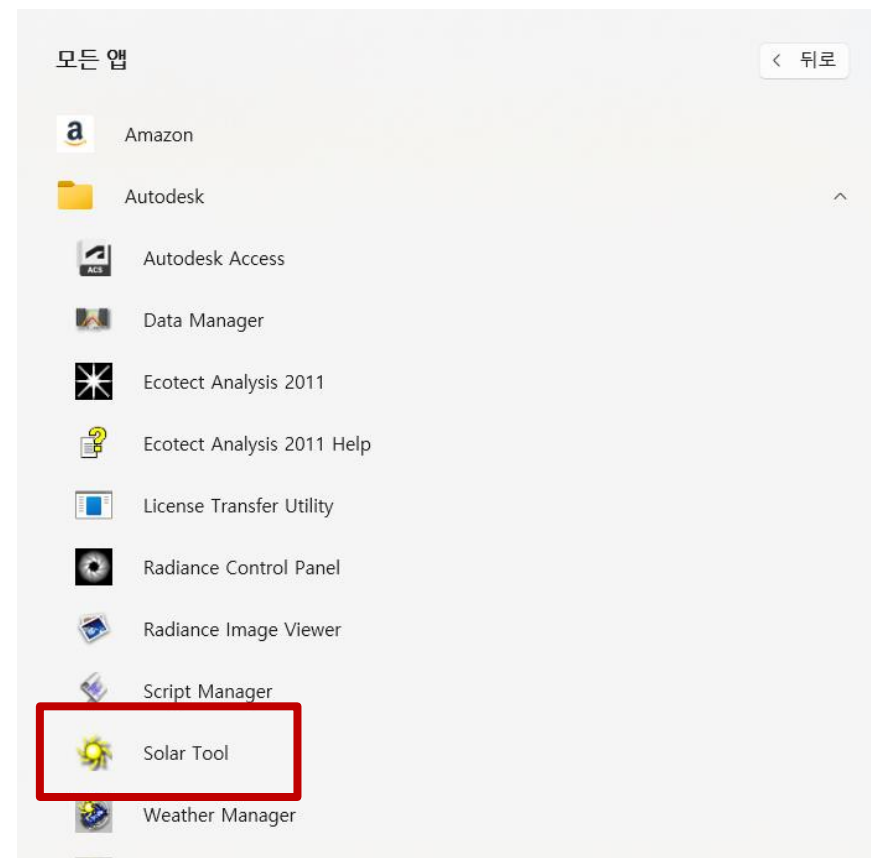 모든 앱
뒤로
a
Amazon
Autodesk
ACS
Autodesk Access
Data Manager
Ecotect Analysis 2011
Ecotect Analysis 2011 Help
License Transfer Utility
Radiance Control Panel
Radiance Image Viewer
Script Manager
Solar Tool
Weather Manager